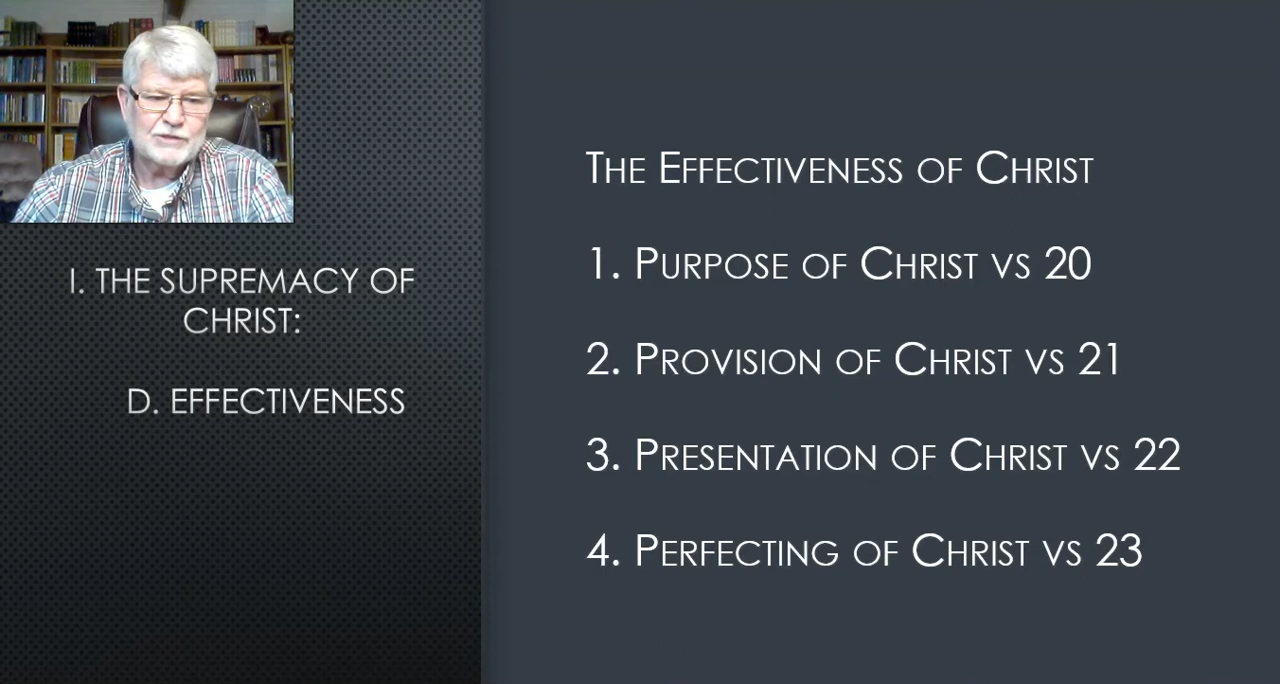 I. THE SUPREMACY OF
CHRIST:
D. EFFECTIVENESS
THE EFFECTIVENESS OF CHRIST
1. PURPOSE OF CHRIST VS 20
2. PROVISION OF CHRIST VS 21
3. PRESENTATION OF CHRIST VS 22
4. PERFECTING OF CHRIST VS 23